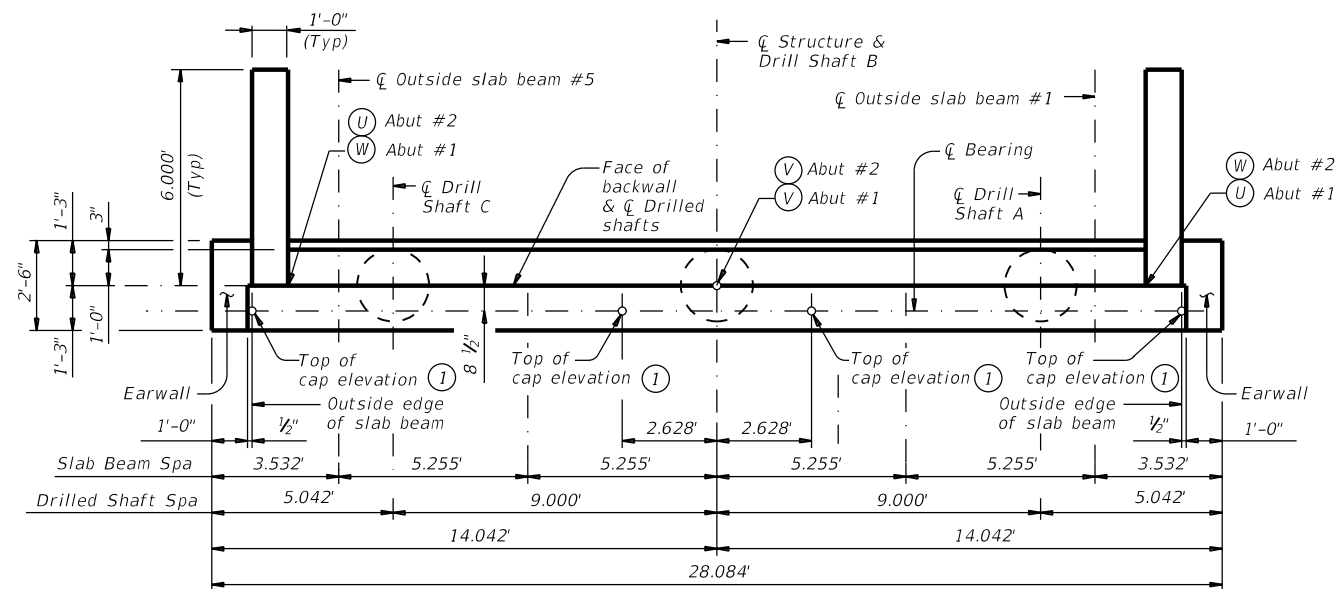 1'-0"
(Typ)
℄ Structure &
Drill Shaft B
℄ Outside slab beam #5
℄ Outside slab beam #1
U Abut #2
W Abut #1
6.000'
(Typ)
℄ Drill
Shaft C
Face of
backwall
& ℄ Drilled
shafts
V Abut #2
V Abut #1
℄ Bearing
℄ Drill
Shaft A
W Abut #2
U Abut #1
2'-6"
1'-3"
3"
1'-3"
1'-0"
8 ½"
Top of
cap elevation 1
Top of
cap elevation 1
Top of
cap elevation 1
Top of
cap elevation 1
Earwall
Earwall
Outside edge
of slab beam
Outside edge
of slab beam
1'-0"
½"
2.628'
2.628'
½"
1'-0"
Slab Beam Spa
3.532'
5.255'
5.255'
5.255'
5.255'
3.532'
Drilled Shaft Spa
5.042'
9.000'
9.000'
5.042'
14.042'
14.042'
28.084'